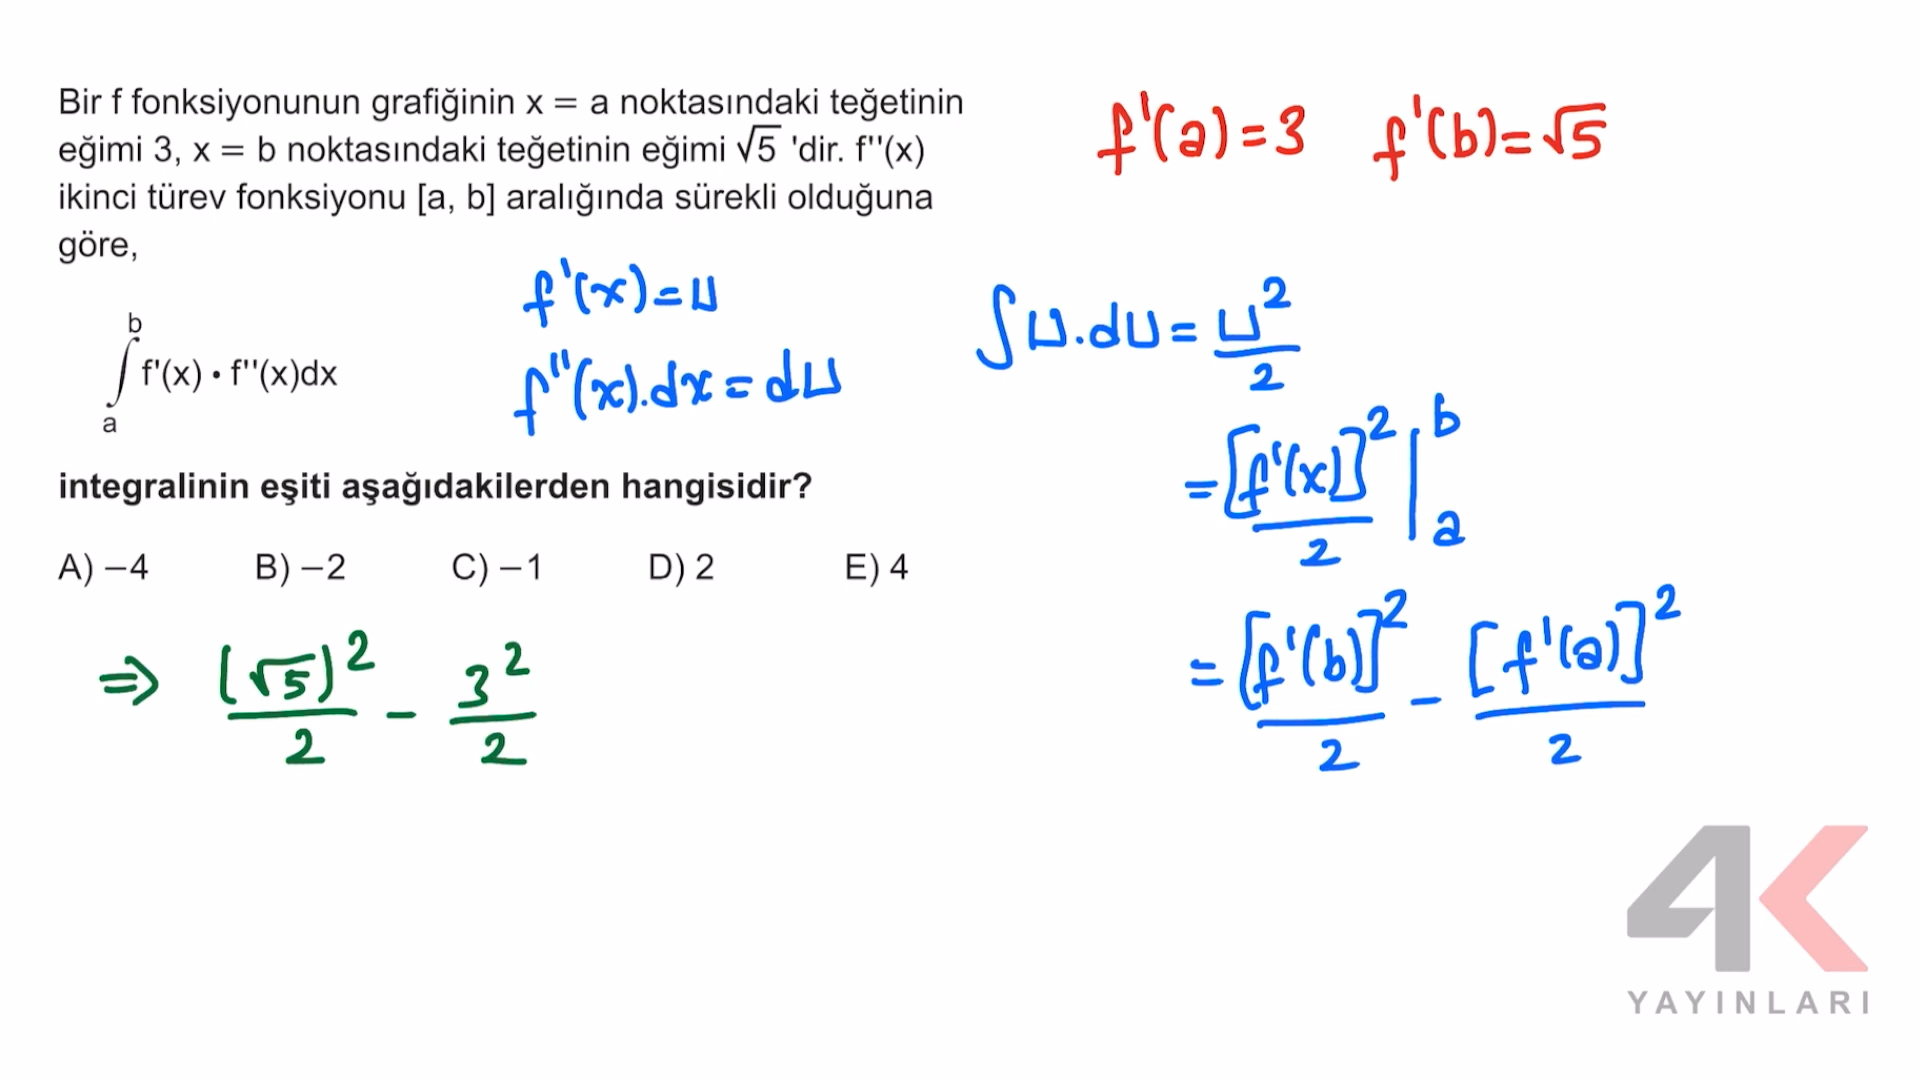 Bir f fonksiyonunun grafiğinin x = a noktasındaki teğetinin
eğimi 3, x = b noktasındaki teğetinin eğimi √5 'dir. f''(x)
ikinci türev fonksiyonu [a, b] aralığında sürekli olduğuna
göre,
b
∫ f'(x) · f''(x)dx
a
integralinin eşiti aşağıdakilerden hangisidir?
A) –4 B) –2 C) –1 D) 2 E) 4
f'(a)=3 f'(b)=√5
f'(x)=u
f''(x).dx=du
∫u.du= u²/2
=[f'(x)]²/2 |ᵇₐ
=[f'(b)]²/2 - [f'(a)]²/2
⇒ (√5)²/2 - 3²/2
4K
YAYINLARI